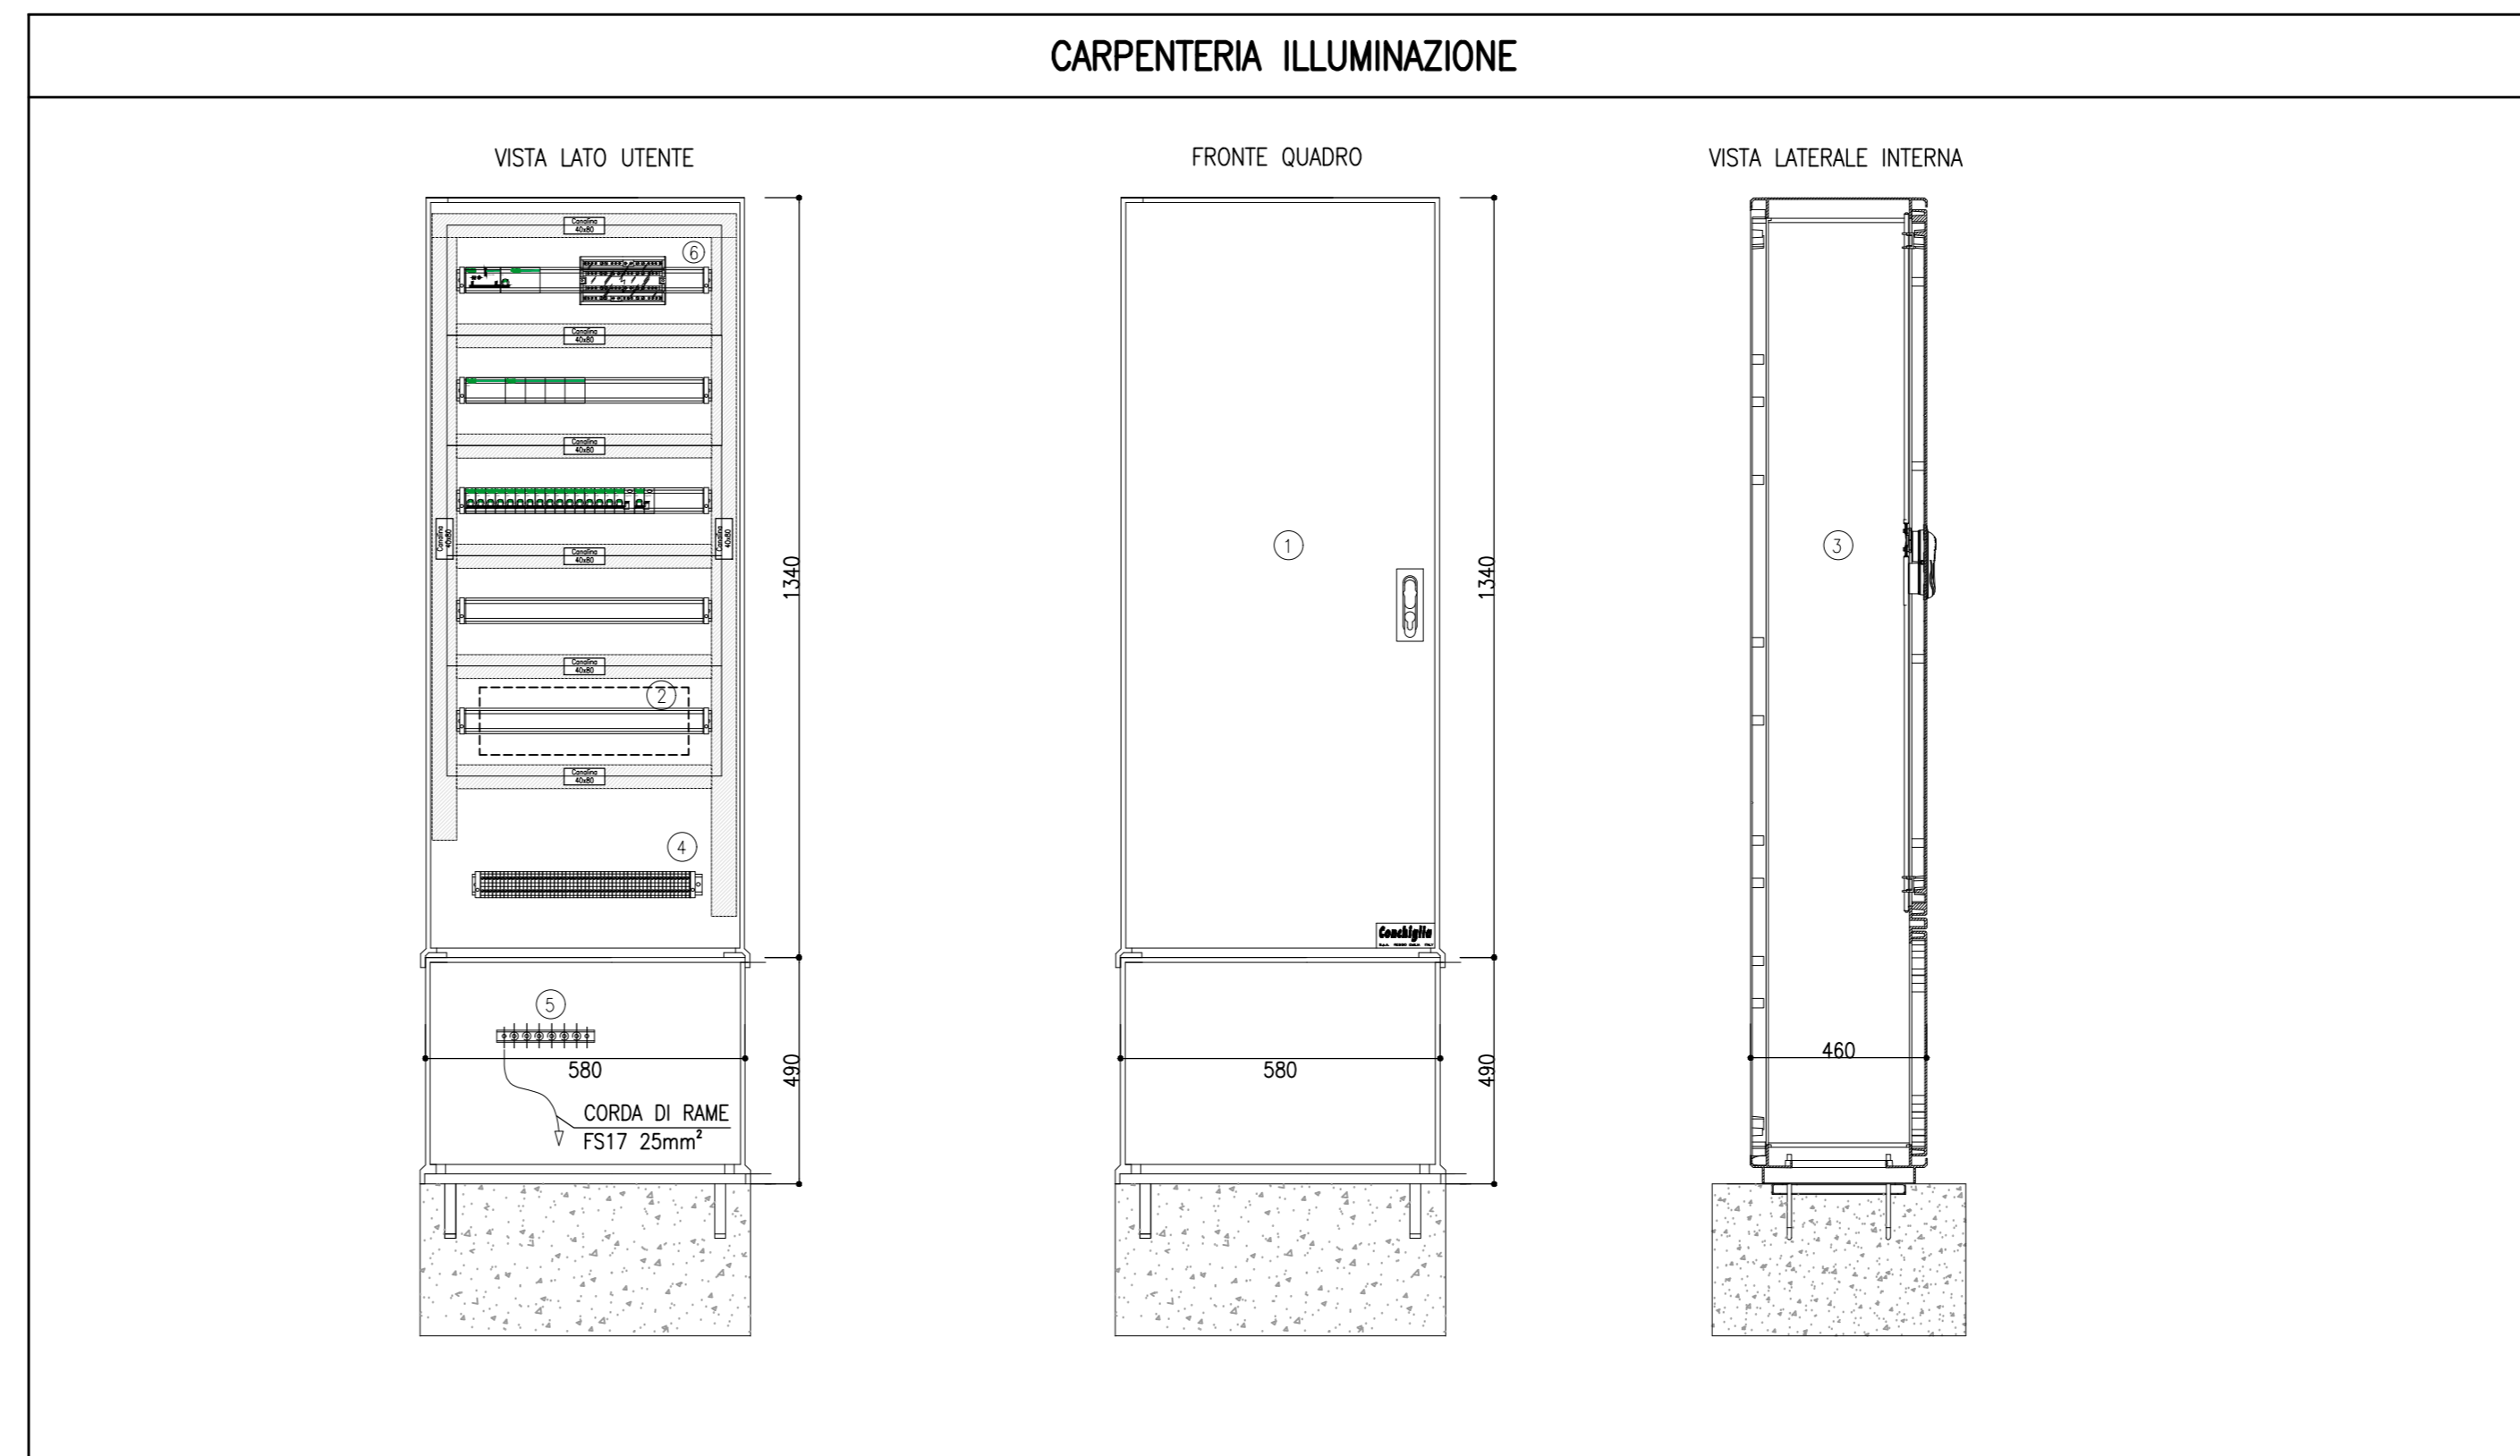 CARPENTERIA ILLUMINAZIONE
VISTA LATO UTENTE
FRONTE QUADRO
VISTA LATERALE INTERNA
Canalina
40x80
6
Canalina
40x80
Canalina
40x80
Canalina
40x80
Canalina
40x80
Canalina
40x80
1340
Canalina
40x80
2
Canalina
40x80
4
5
580
490
CORDA DI RAME
FS17 25mm²
1
1340
Conchiglia
580
490
3
460